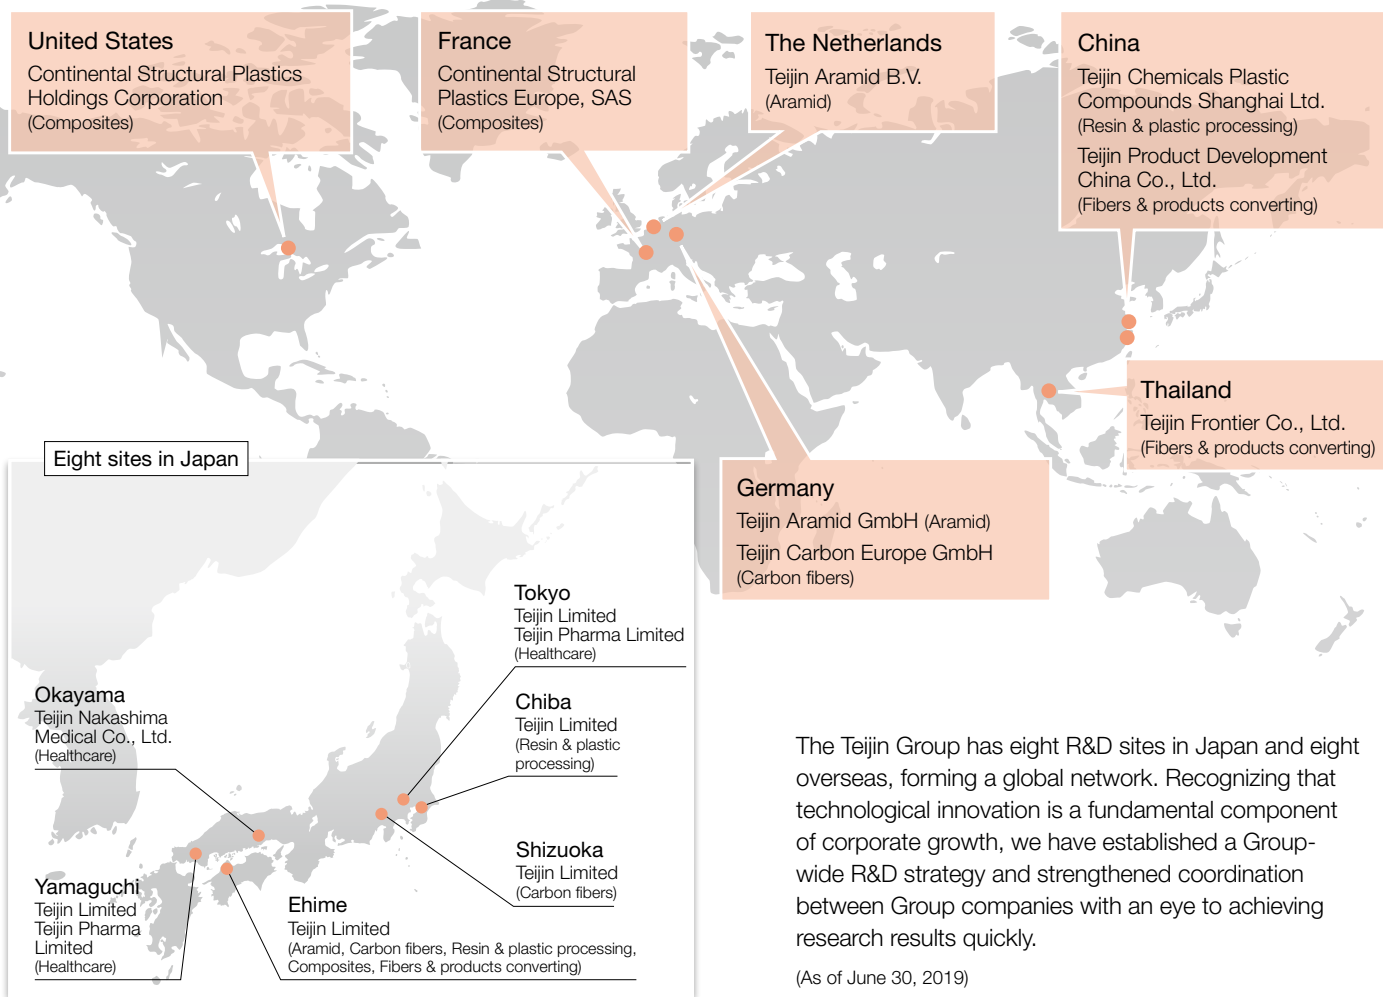 United States
Continental Structural Plastics
Holdings Corporation
(Composites)
France
Continental Structural
Plastics Europe, SAS
(Composites)
The Netherlands
Teijin Aramid B.V.
(Aramid)
China
Teijin Chemicals Plastic
Compounds Shanghai Ltd.
(Resin & plastic processing)
Teijin Product Development
China Co., Ltd.
(Fibers & products converting)
Thailand
Teijin Frontier Co., Ltd.
(Fibers & products converting)
Germany
Teijin Aramid GmbH (Aramid)
Teijin Carbon Europe GmbH
(Carbon fibers)
Eight sites in Japan
Tokyo
Teijin Limited
Teijin Pharma Limited
(Healthcare)
Okayama
Teijin Nakashima
Medical Co., Ltd.
(Healthcare)
Chiba
Teijin Limited
(Resin & plastic
processing)
Shizuoka
Teijin Limited
(Carbon fibers)
Yamaguchi
Teijin Limited
Teijin Pharma
Limited
(Healthcare)
Ehime
Teijin Limited
(Aramid, Carbon fibers, Resin & plastic processing,
Composites, Fibers & products converting)
The Teijin Group has eight R&D sites in Japan and eight
overseas, forming a global network. Recognizing that
technological innovation is a fundamental component
of corporate growth, we have established a Group-
wide R&D strategy and strengthened coordination
between Group companies with an eye to achieving
research results quickly.
(As of June 30, 2019)